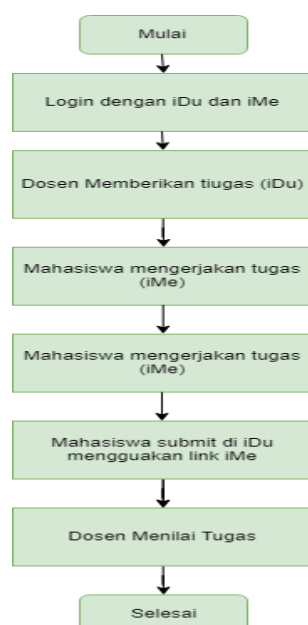 Mulai
Login dengan iDu dan iMe
Dosen Memberikan tiugas (iDu)
Mahasiswa mengerjakan tugas
(iMe)
Mahasiswa mengerjakan tugas
(iMe)
Mahasiswa submit di iDu
mengguakan link iMe
Dosen Menilai Tugas
Selesai